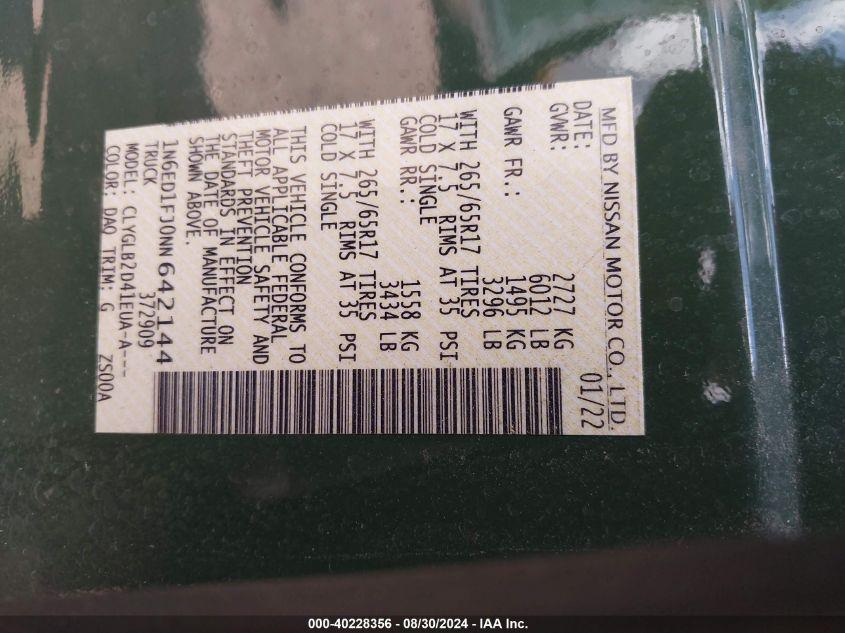 MFD BY NISSAN MOTOR CO., LTD.
DATE: 01/22
GVWR: 2727 KG
6012 LB
GAWR FR.: 1495 KG
3296 LB
WITH 265/65R17 TIRES
17 X 7.5 RIMS AT 35 PSI
COLD SINGLE
GAWR RR.: 1558 KG
3434 LB
WITH 265/65R17 TIRES
17 X 7.5 RIMS AT 35 PSI
COLD SINGLE
THIS VEHICLE CONFORMS TO
ALL APPLICABLE FEDERAL
MOTOR VEHICLE SAFETY AND
THEFT PREVENTION
STANDARDS IN EFFECT ON
THE DATE OF MANUFACTURE
SHOWN ABOVE.
1N6ED1FJ0NN642144
TRUCK 372909
MODEL: CLYGLB2D41EUA-A---
COLOR: DAQ TRIM: G ZS00A
000-40228356 - 08/30/2024 - IAA Inc.